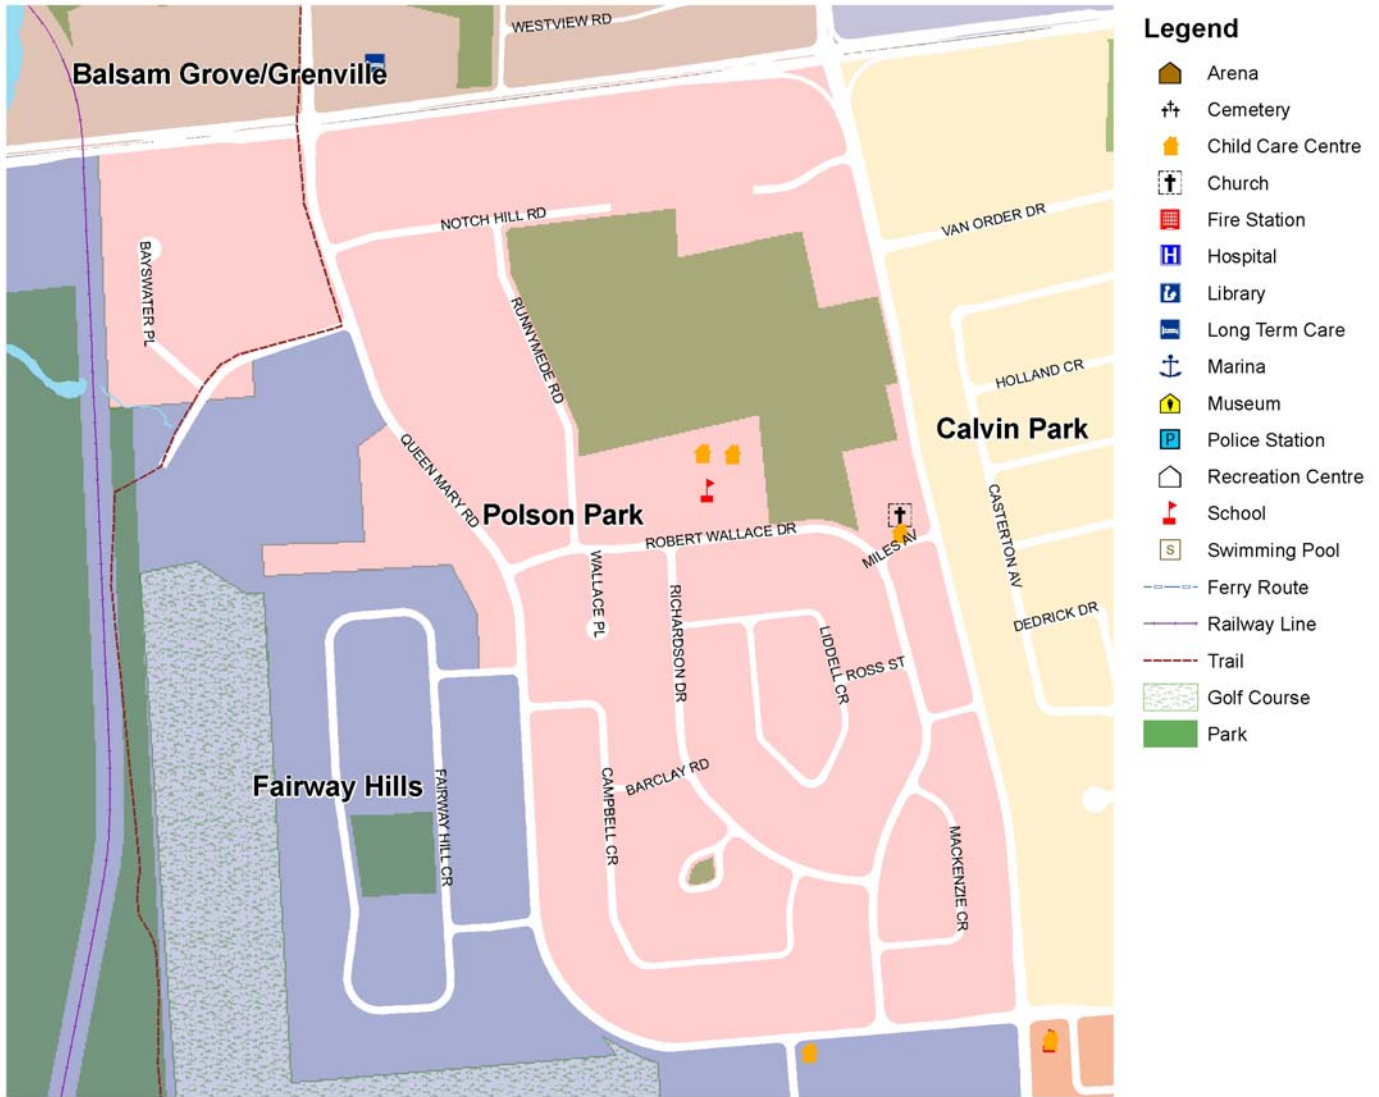 WESTVIEW RD
Balsam Grove/Grenville
NOTCH HILL RD
VAN ORDER DR
BAYSWATER PL
RUNNYMEDE RD
HOLLAND CR
Calvin Park
QUEEN MARY RD
Polson Park
CASTERTON AV
ROBERT WALLACE DR
MILES AV
WALLACE PL
RICHARDSON DR
DEDRICK DR
LIDDELL CR
ROSS ST
Fairway Hills
FAIRWAY HILL CR
CAMPBELL CR
BARCLAY RD
MACKENZIE CR
Legend
Arena
Cemetery
Child Care Centre
Church
Fire Station
H Hospital
Library
Long Term Care
Marina
Museum
P Police Station
Recreation Centre
School
S Swimming Pool
Ferry Route
Railway Line
Trail
Golf Course
Park